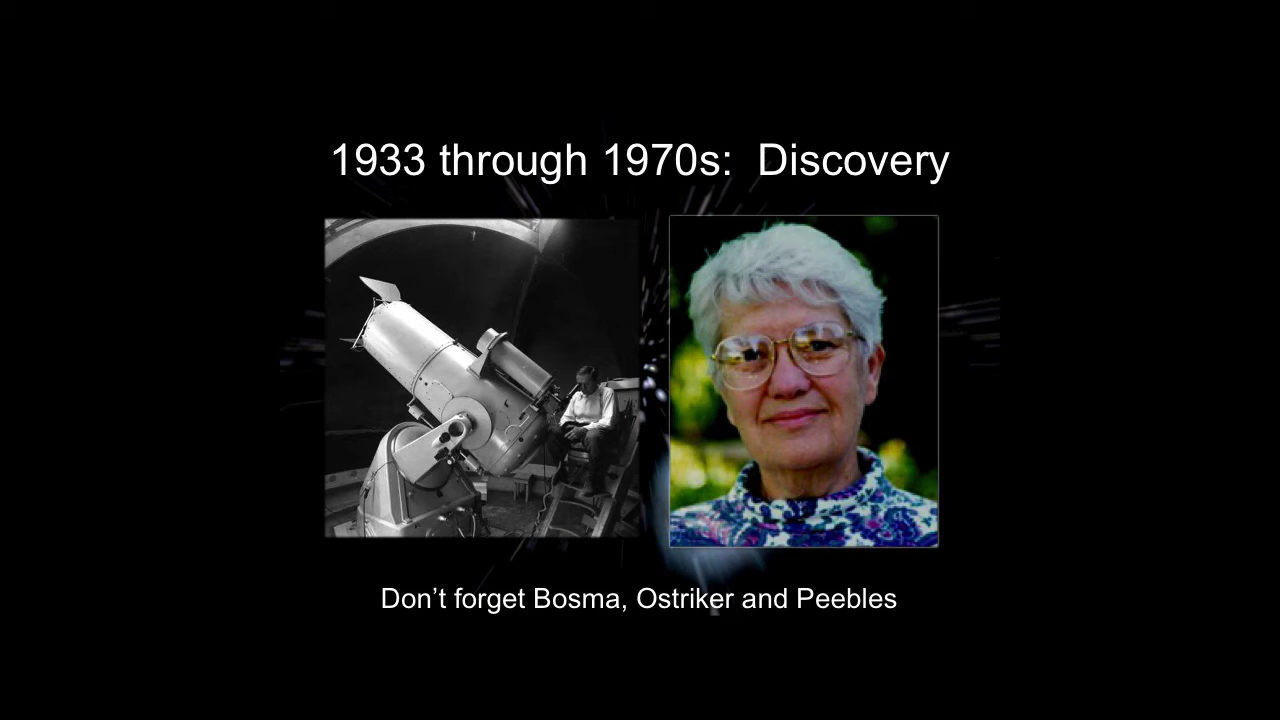 1933 through 1970s:  Discovery
Don’t forget Bosma, Ostriker and Peebles